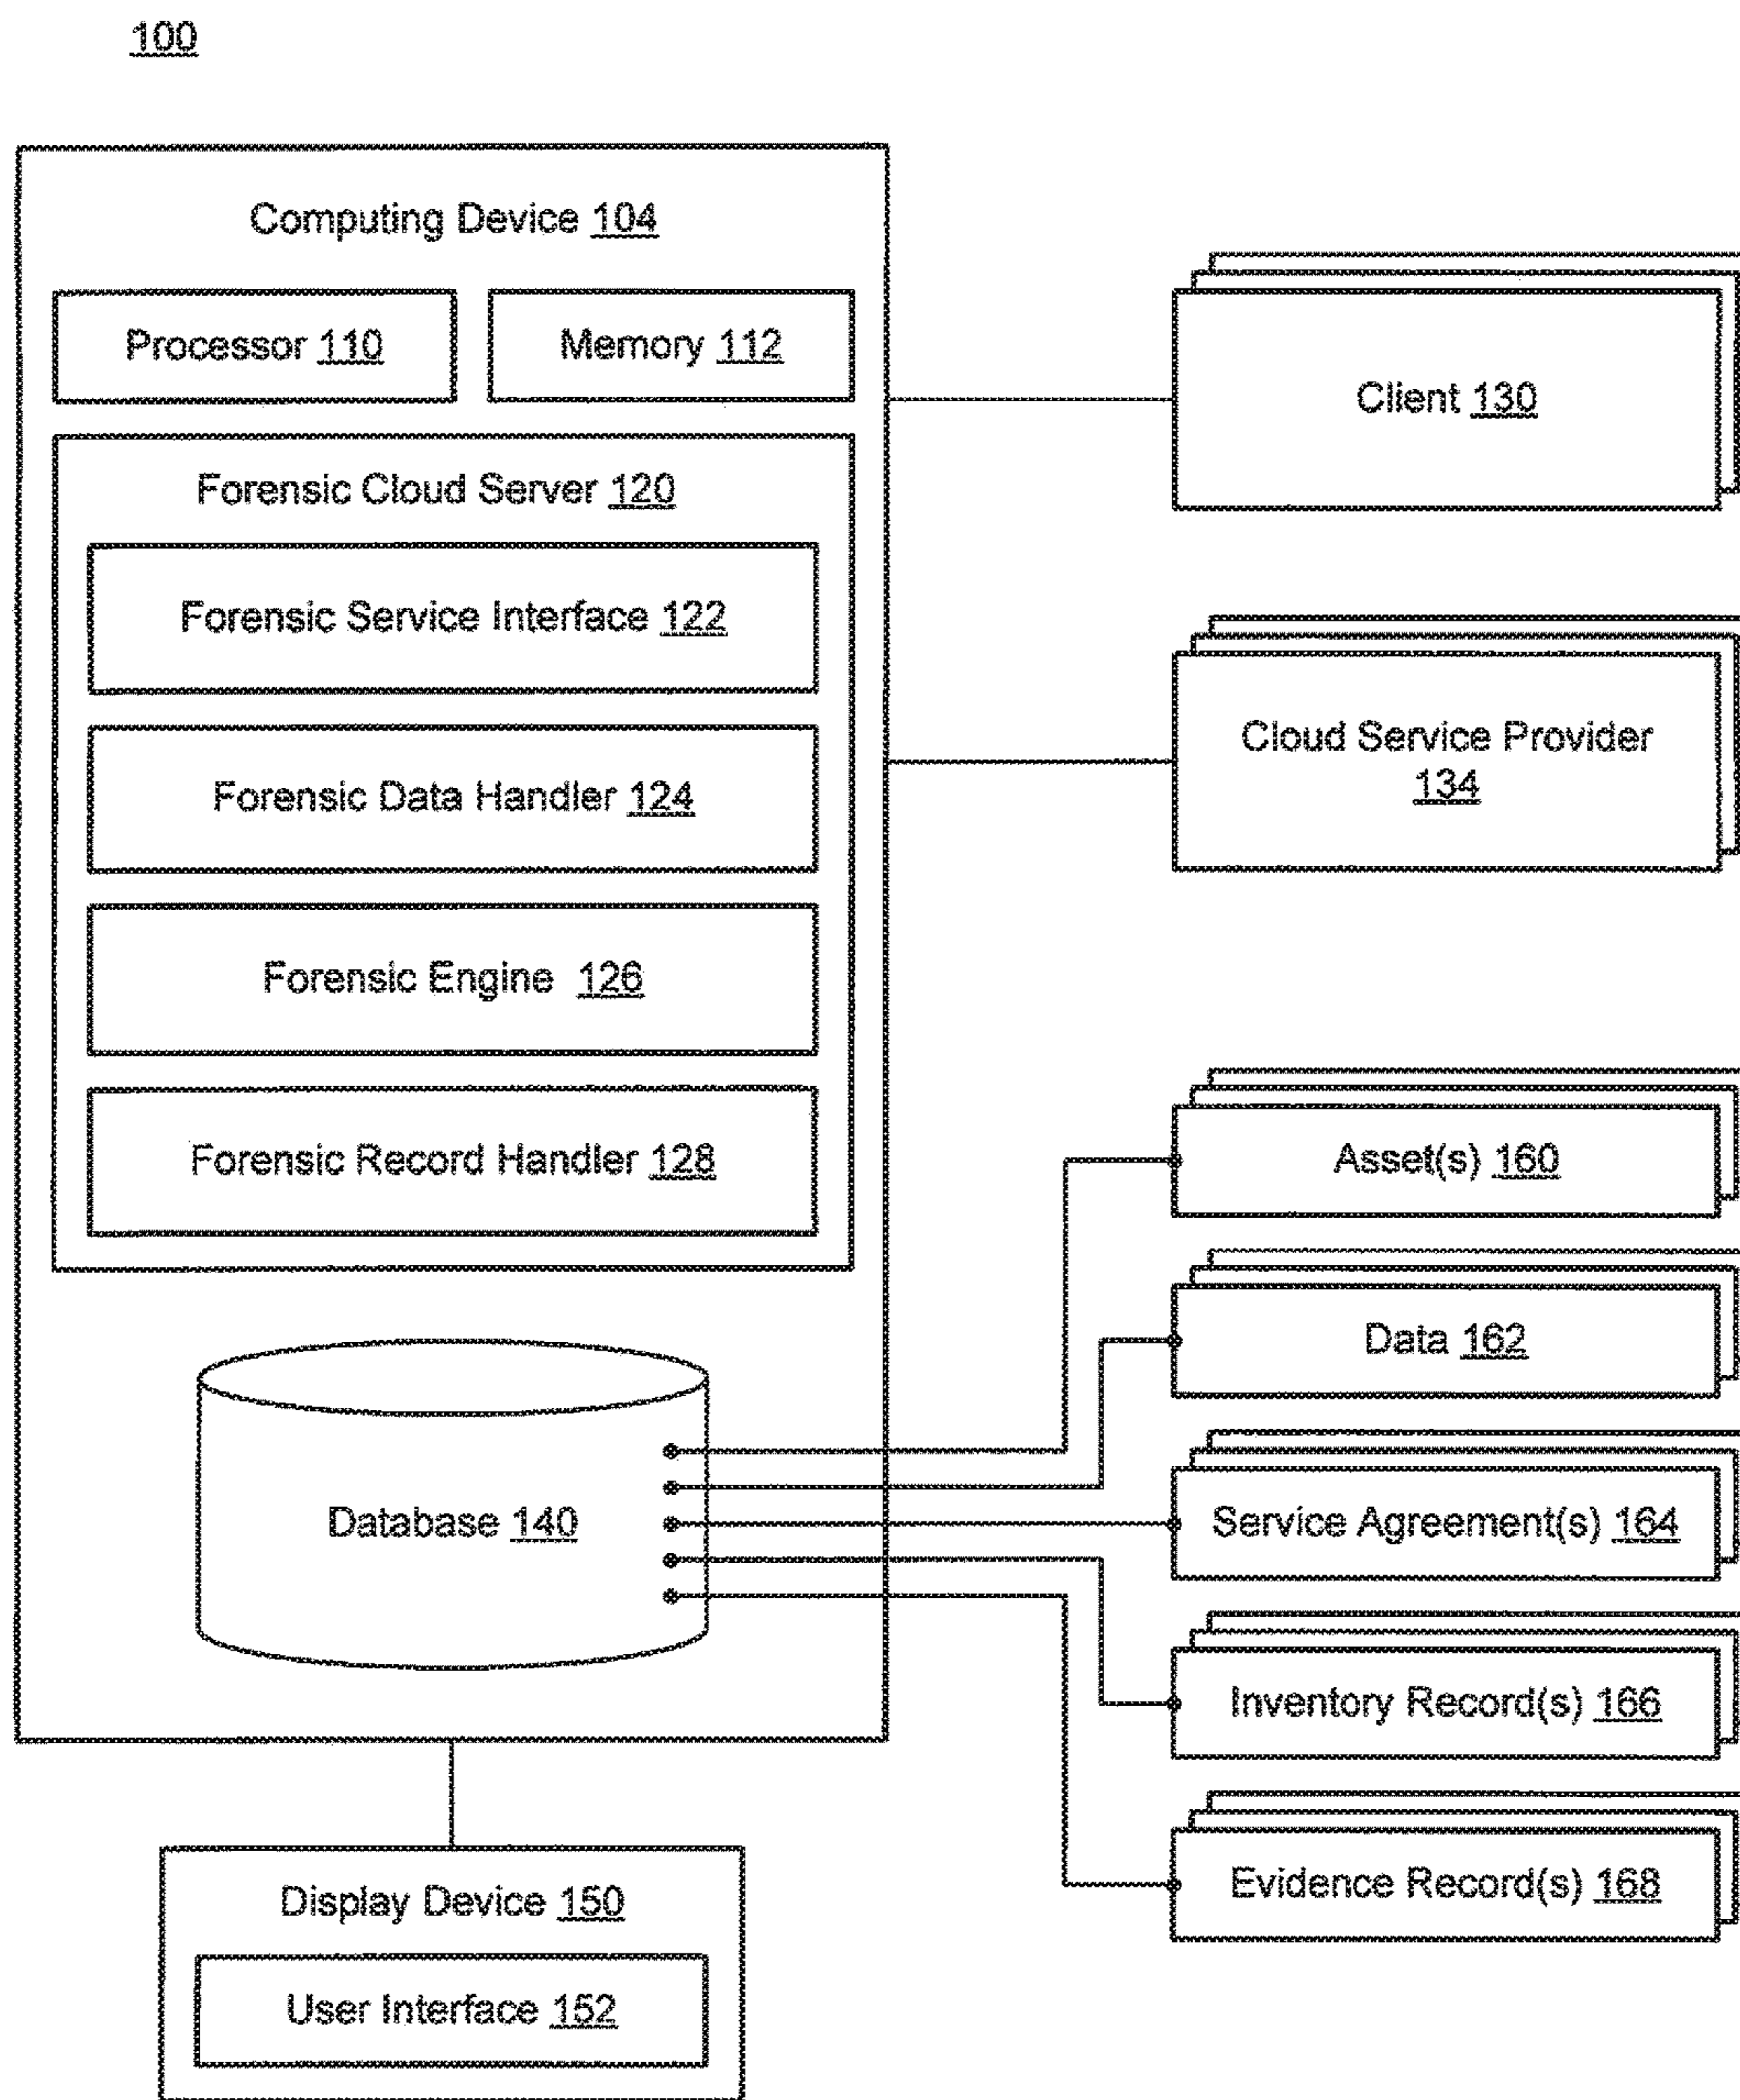 100
Computing Device 104
Processor 110
Memory 112
Forensic Cloud Server 120
Forensic Service Interface 122
Forensic Data Handler 124
Forensic Engine 126
Forensic Record Handler 128
Database 140
Display Device 150
User Interface 152
Client 130
Cloud Service Provider
134
Asset(s) 160
Data 162
Service Agreement(s) 164
Inventory Record(s) 166
Evidence Record(s) 168